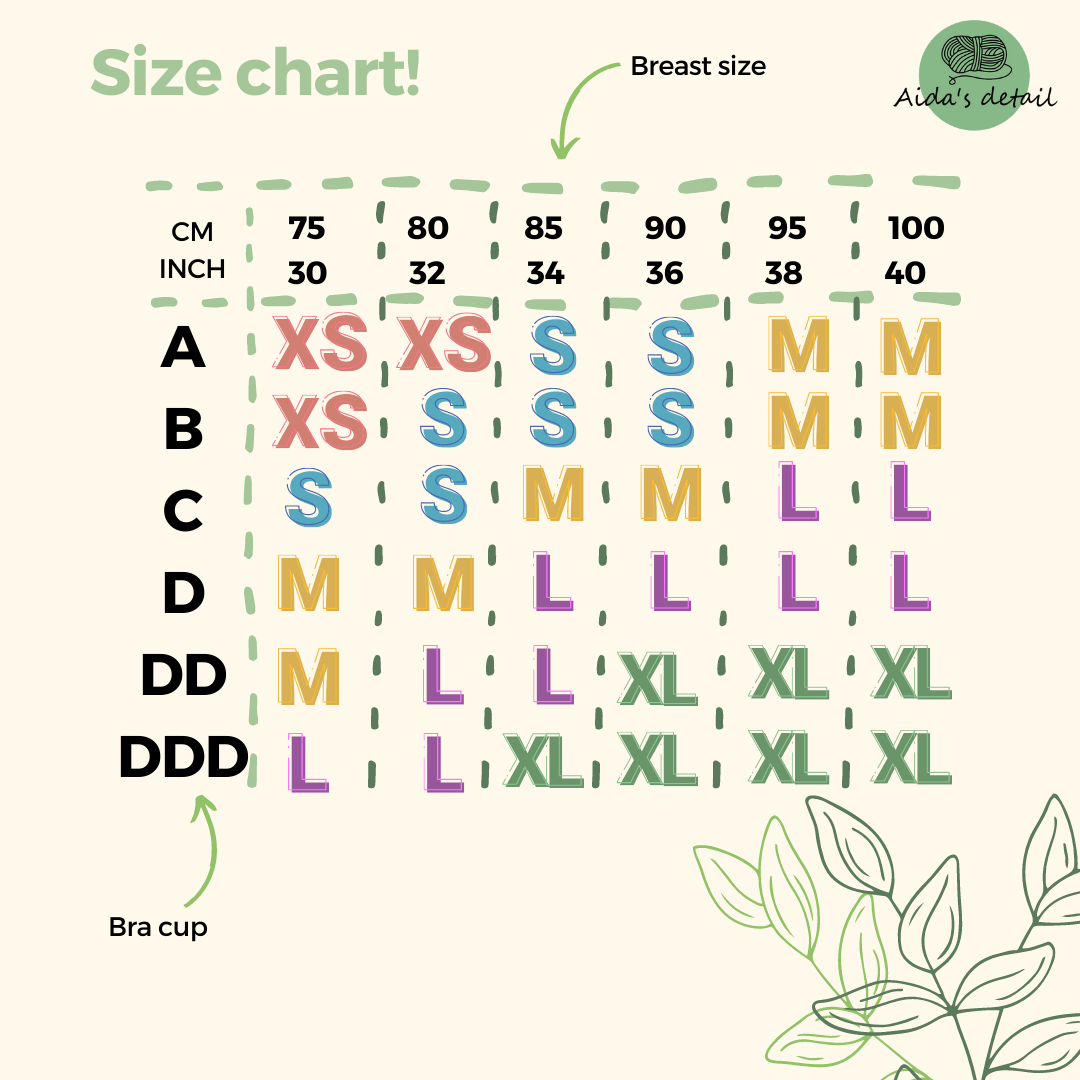 Size chart!
Breast size
Aida's detail
CM 75 80 85 90 95 100
INCH 30 32 34 36 38 40
A XS XS S S M M
B XS S S S M M
C S S M M L L
D M M L L L L
DD M L L XL XL XL
DDD L L XL XL XL XL
Bra cup